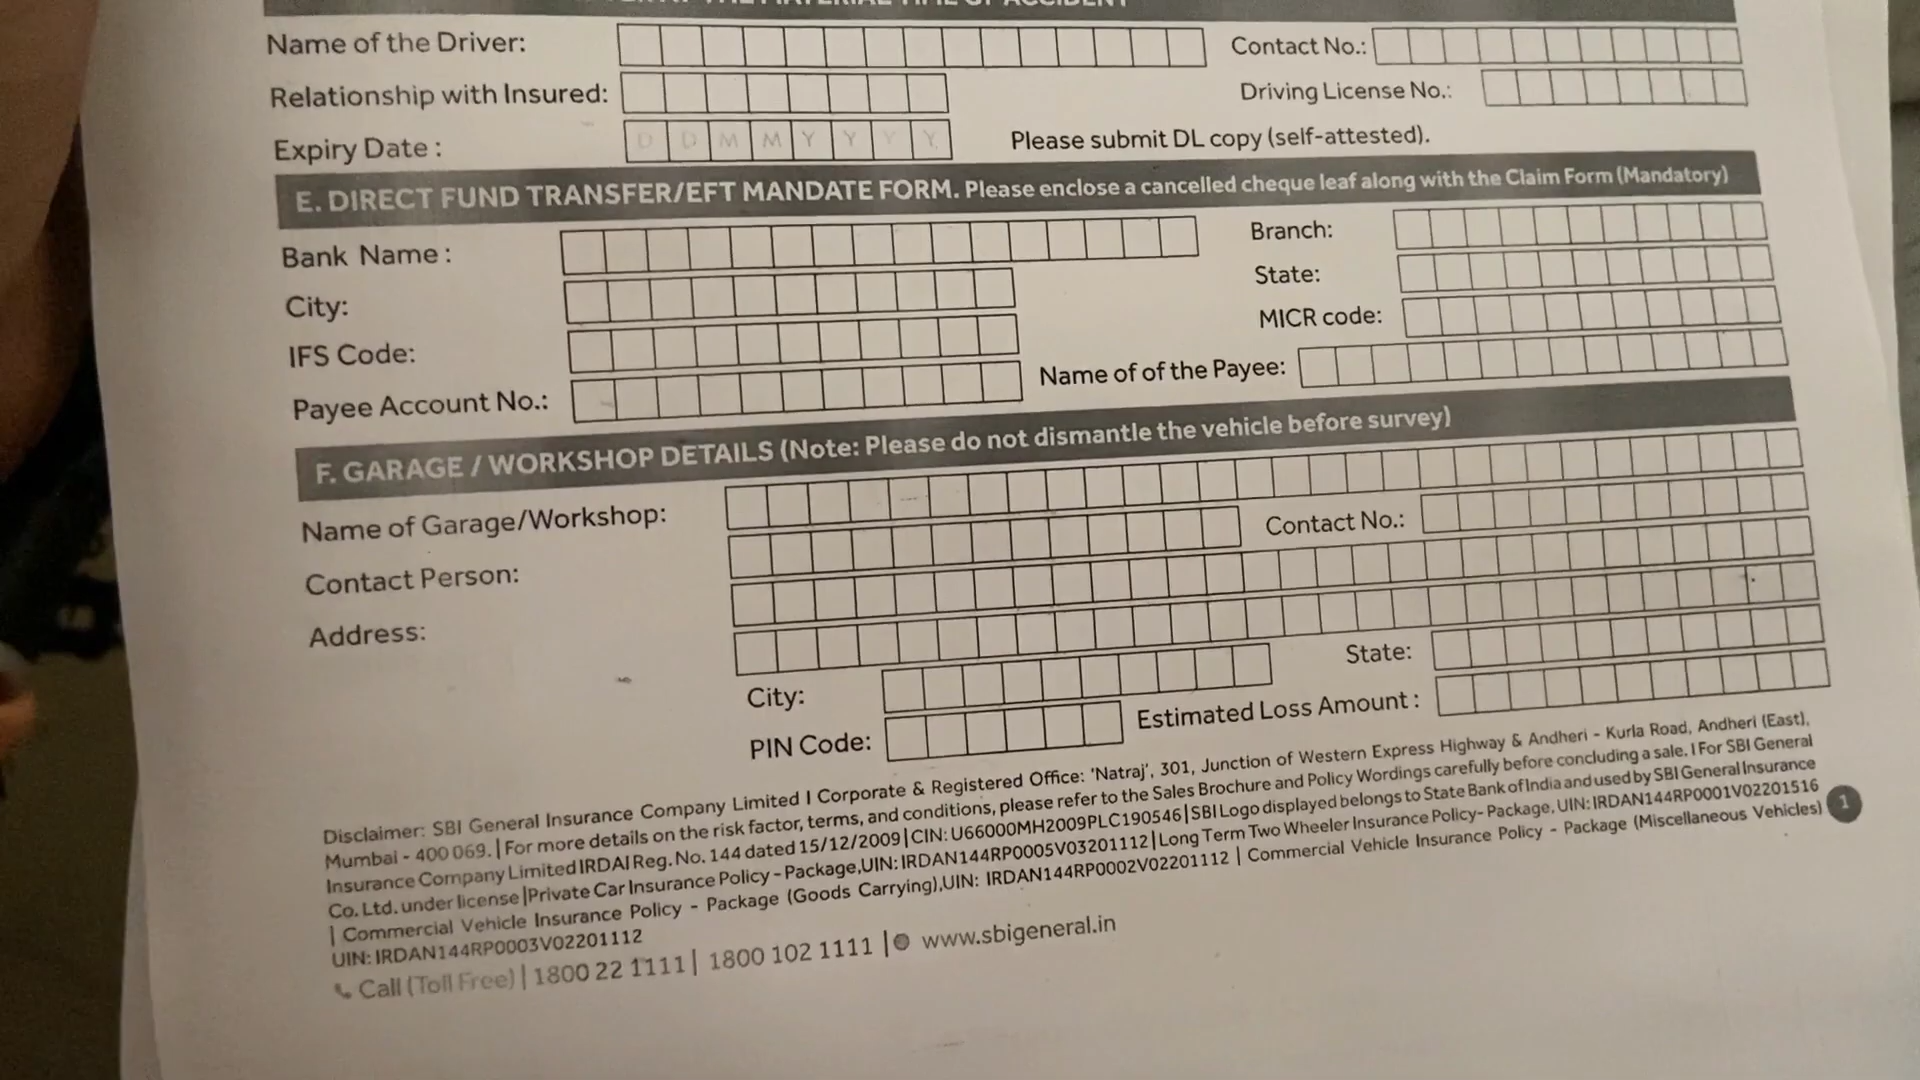 THE MATERIAL TIME OF ACCIDENT
Name of the Driver: Contact No.:
Relationship with Insured: Driving License No.:
Expiry Date : D D M M Y Y Y Y Please submit DL copy (self-attested).
E. DIRECT FUND TRANSFER/EFT MANDATE FORM. Please enclose a cancelled cheque leaf along with the Claim Form (Mandatory)
Bank Name : Branch:
City: State:
IFS Code: MICR code:
Payee Account No.: Name of of the Payee:
F. GARAGE / WORKSHOP DETAILS (Note: Please do not dismantle the vehicle before survey)
Name of Garage/Workshop:
Contact Person: Contact No.:
Address:
City: State:
PIN Code: Estimated Loss Amount :
Disclaimer: SBI General Insurance Company Limited I Corporate & Registered Office: 'Natraj', 301, Junction of Western Express Highway & Andheri - Kurla Road, Andheri (East),
Mumbai - 400 069. | For more details on the risk factor, terms, and conditions, please refer to the Sales Brochure and Policy Wordings carefully before concluding a sale. I For SBI General
Insurance Company Limited IRDAI Reg. No. 144 dated 15/12/2009 | CIN: U66000MH2009PLC190546 | SBI Logo displayed belongs to State Bank of India and used by SBI General Insurance
Co. Ltd. under license | Private Car Insurance Policy - Package, UIN: IRDAN144RP0005V03201112 | Long Term Two Wheeler Insurance Policy- Package, UIN: IRDAN144RP0001V02201516
| Commercial Vehicle Insurance Policy - Package (Goods Carrying), UIN: IRDAN144RP0002V02201112 | Commercial Vehicle Insurance Policy - Package (Miscellaneous Vehicles)
UIN: IRDAN144RP0003V02201112
1
Call (Toll Free) | 1800 22 1111 | 1800 102 1111 | www.sbigeneral.in